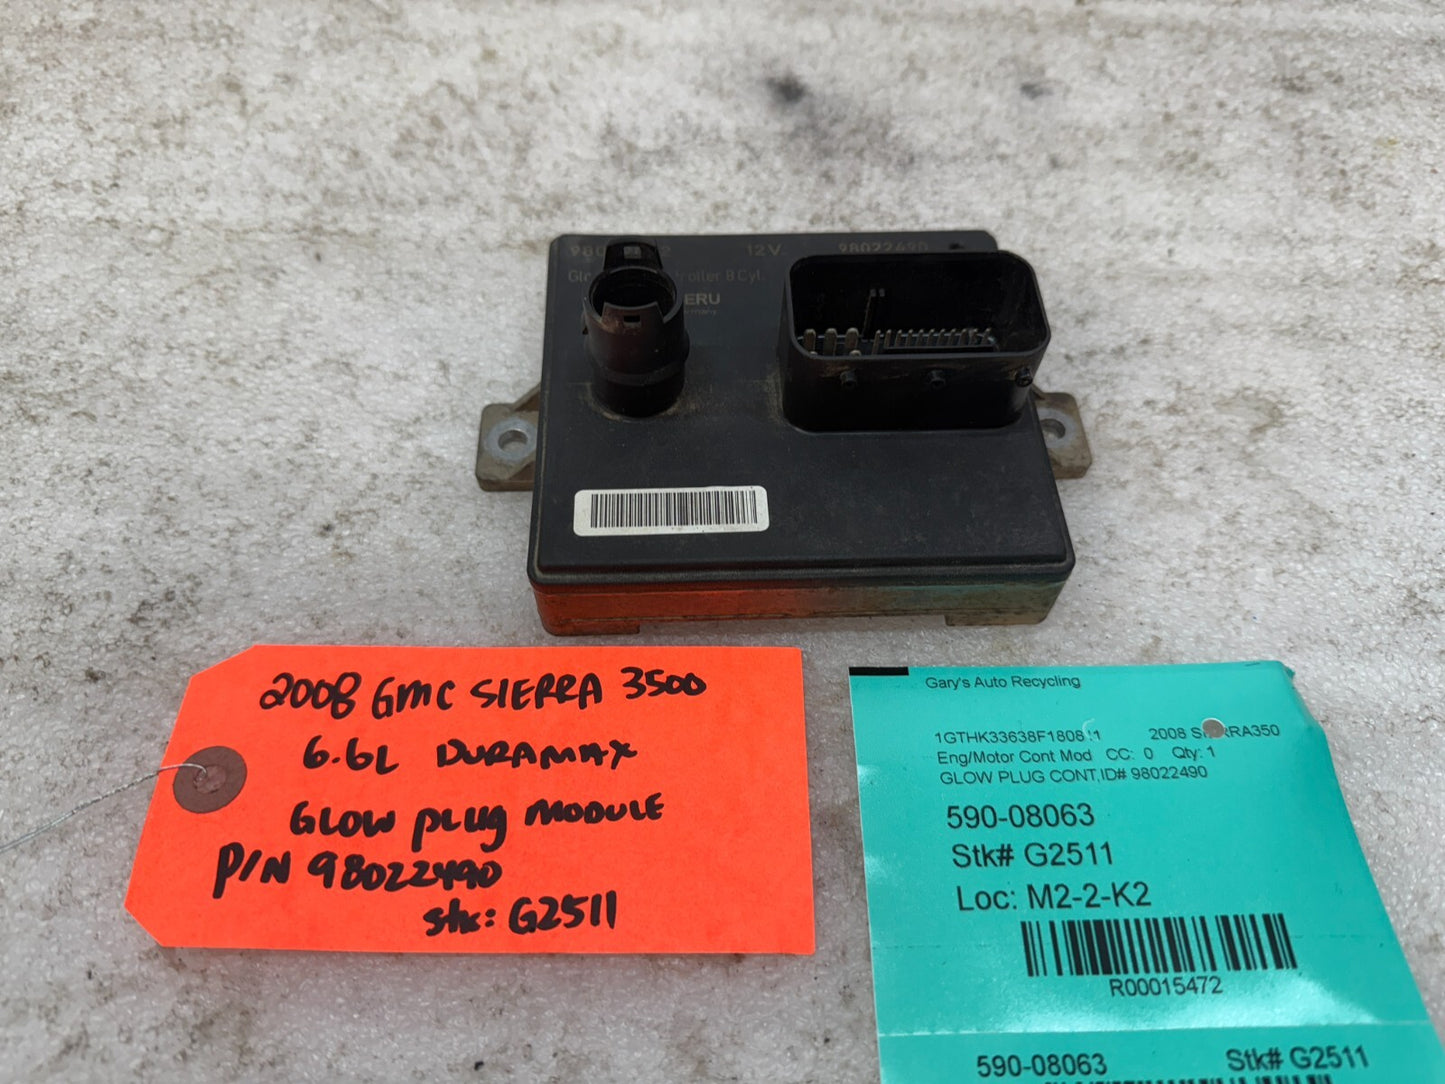 12V 98022490
8 Cyl.
2008 GMC SIERRA 3500
6.6L DURAMAX
GLOW PLUG MODULE
P/N 98022490
stk: G2511
Gary's Auto Recycling
2008
Eng/Motor Cont Mod CC: 0 Qty: 1
GLOW PLUG CONT,ID# 98022490
590-08063
Stk# G2511
Loc: M2-2-K2
R00015472
590-08063 Stk# G2511